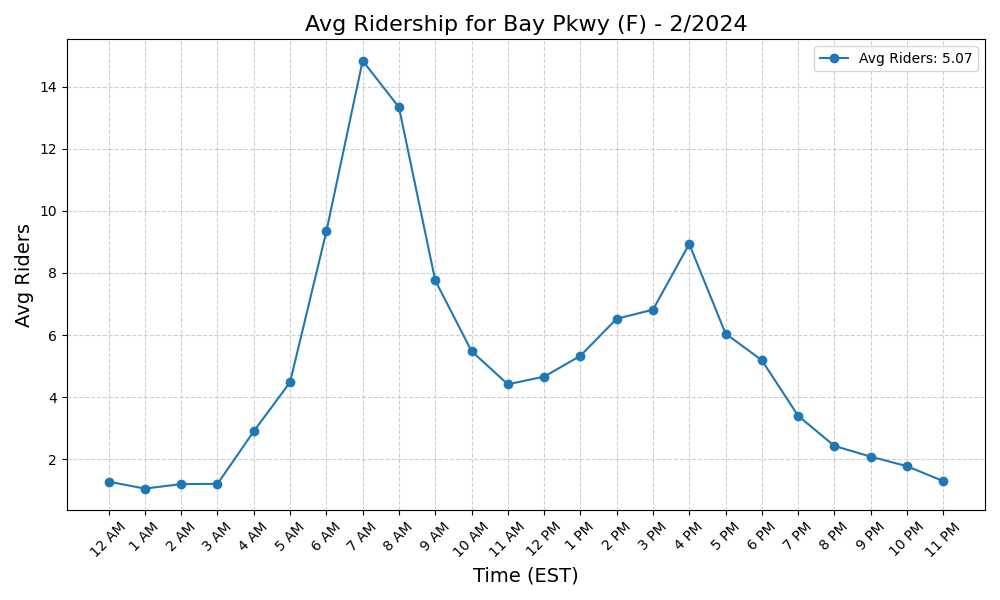 Avg Ridership for Bay Pkwy (F) - 2/2024
Avg Riders: 5.07
Avg Riders
14
12
10
8
6
4
2
12 AM
1 AM
2 AM
3 AM
4 AM
5 AM
6 AM
7 AM
8 AM
9 AM
10 AM
11 AM
12 PM
1 PM
2 PM
3 PM
4 PM
5 PM
6 PM
7 PM
8 PM
9 PM
10 PM
11 PM
Time (EST)